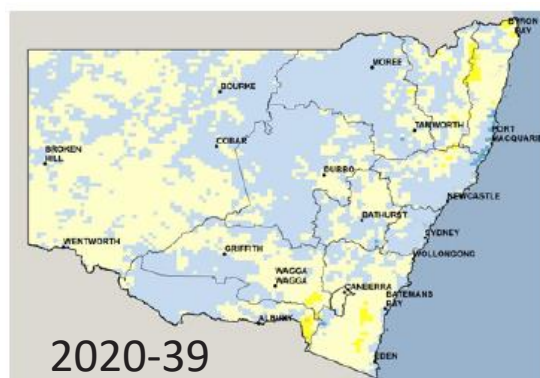 BYRON
BAY
MOREE
BOURKE
TAMWORTH
PORT
MACQUARIE
COBAR
BROKEN
HILL
DUBBO
NEWCASTLE
BATHURST
SYDNEY
WENTWORTH
GRIFFITH
WOLLONGONG
WAGGA
WAGGA
CANBERRA
BATEMANS
BAY
ALBURY
EDEN
2020-39